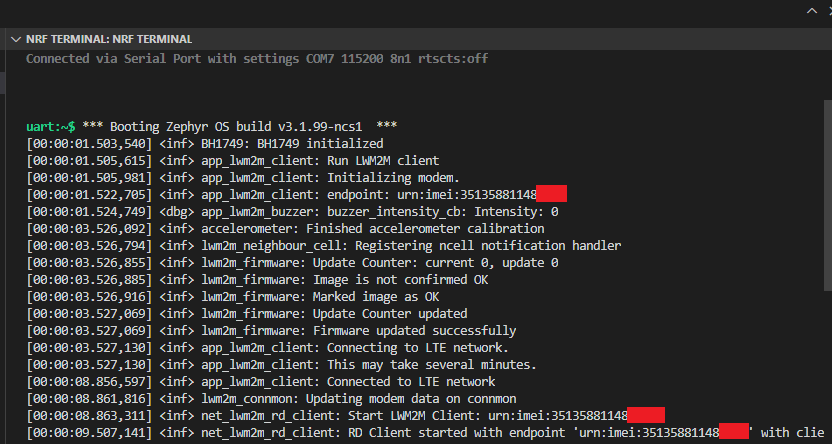 NRF TERMINAL: NRF TERMINAL
Connected via Serial Port with settings COM7 115200 8n1 rtscts:off
uart:~$ *** Booting Zephyr OS build v3.1.99-ncs1  ***
[00:00:01.503,540] <inf> BH1749: BH1749 initialized
[00:00:01.505,615] <inf> app_lwm2m_client: Run LWM2M client
[00:00:01.505,981] <inf> app_lwm2m_client: Initializing modem.
[00:00:01.522,705] <inf> app_lwm2m_client: endpoint: urn:imei:35135881148
[00:00:01.524,749] <dbg> app_lwm2m_buzzer: buzzer_intensity_cb: Intensity: 0
[00:00:03.526,092] <inf> accelerometer: Finished accelerometer calibration
[00:00:03.526,794] <inf> lwm2m_neighbour_cell: Registering ncell notification handler
[00:00:03.526,855] <inf> lwm2m_firmware: Update Counter: current 0, update 0
[00:00:03.526,885] <inf> lwm2m_firmware: Image is not confirmed OK
[00:00:03.526,916] <inf> lwm2m_firmware: Marked image as OK
[00:00:03.527,069] <inf> lwm2m_firmware: Update Counter updated
[00:00:03.527,069] <inf> lwm2m_firmware: Firmware updated successfully
[00:00:03.527,130] <inf> app_lwm2m_client: Connecting to LTE network.
[00:00:03.527,130] <inf> app_lwm2m_client: This may take several minutes.
[00:00:08.856,597] <inf> app_lwm2m_client: Connected to LTE network
[00:00:08.861,816] <inf> lwm2m_connmon: Updating modem data on connmon
[00:00:08.863,311] <inf> net_lwm2m_rd_client: Start LWM2M Client: urn:imei:35135881148
[00:00:09.507,141] <inf> net_lwm2m_rd_client: RD Client started with endpoint 'urn:imei:35135881148' with clie